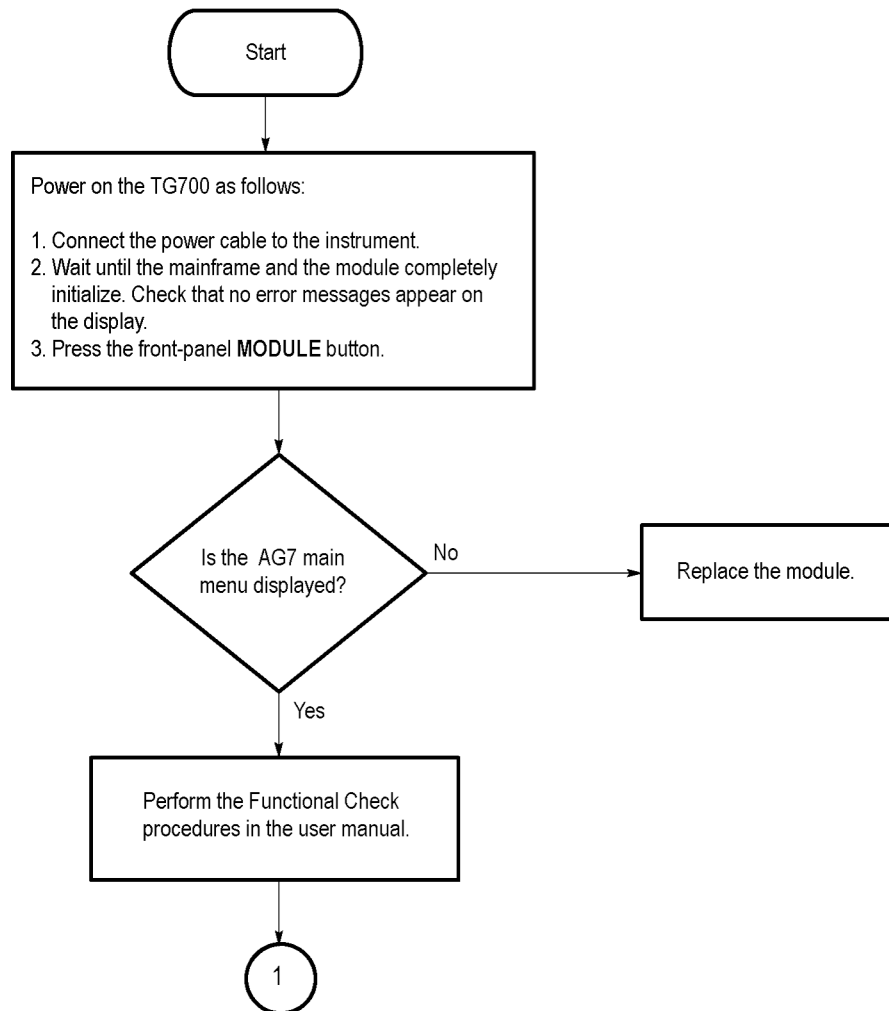 Start
Power on the TG700 as follows:
1. Connect the power cable to the instrument.
2. Wait until the mainframe and the module completely
initialize. Check that no error messages appear on
the display.
3. Press the front-panel MODULE button.
Is the AG7 main
menu displayed?
No
Replace the module.
Yes
Perform the Functional Check
procedures in the user manual.
1